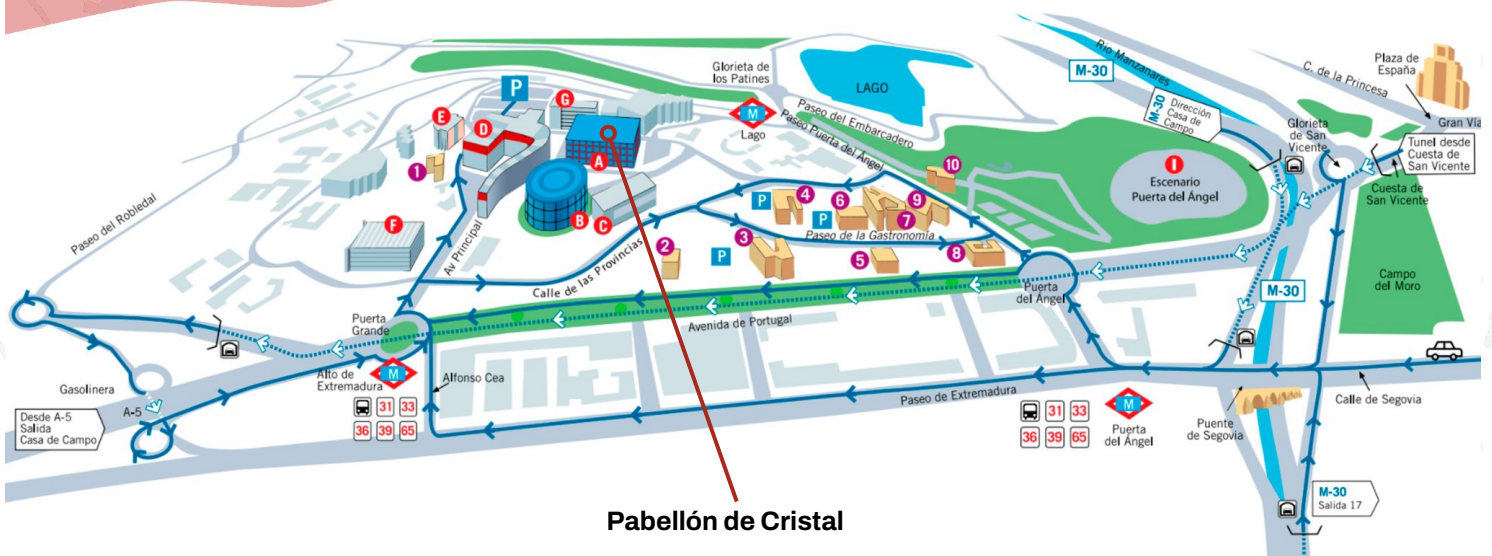 Glorieta de
los Patines
LAGO
M-30
Rio Manzanares
Plaza de
España
C. de la Princesa
Gran Vía
M-30 Dirección
Casa de
Campo
Glorieta
de San
Vicente
Tunel desde
Cuesta de
San Vicente
Cuesta de
San Vicente
P
G
E
D
A
M
Lago
Paseo del Embarcadero
Paseo Puerta del Ángel
1
10
I
Escenario
Puerta del Ángel
F
B
C
P
4
P
6
9
7
Paseo de la Gastronomía
2
P
3
5
8
Paseo del Robledal
Av Principal
Calle de las Provincias
Puerta
del Ángel
Campo
del Moro
M-30
Puerta
Grande
Avenida de Portugal
Gasolinera
Alto de
Extremadura
M
Alfonso Cea
A-5
Desde A-5
Salida
Casa de Campo
31 33
36 39 65
Paseo de Extremadura
31 33
36 39 65
M
Puerta
del Ángel
Puente
de Segovia
Calle de Segovia
M-30
Salida 17
Pabellón de Cristal